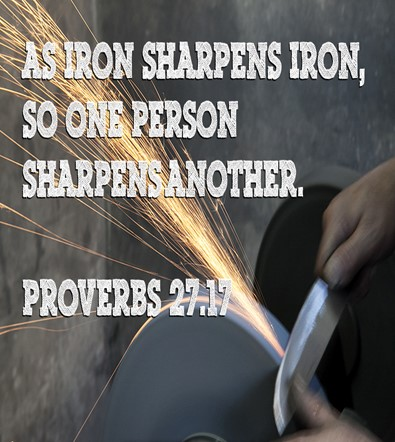 AS IRON SHARPENS IRON,
SO ONE PERSON
SHARPENS ANOTHER.
PROVERBS 27.17